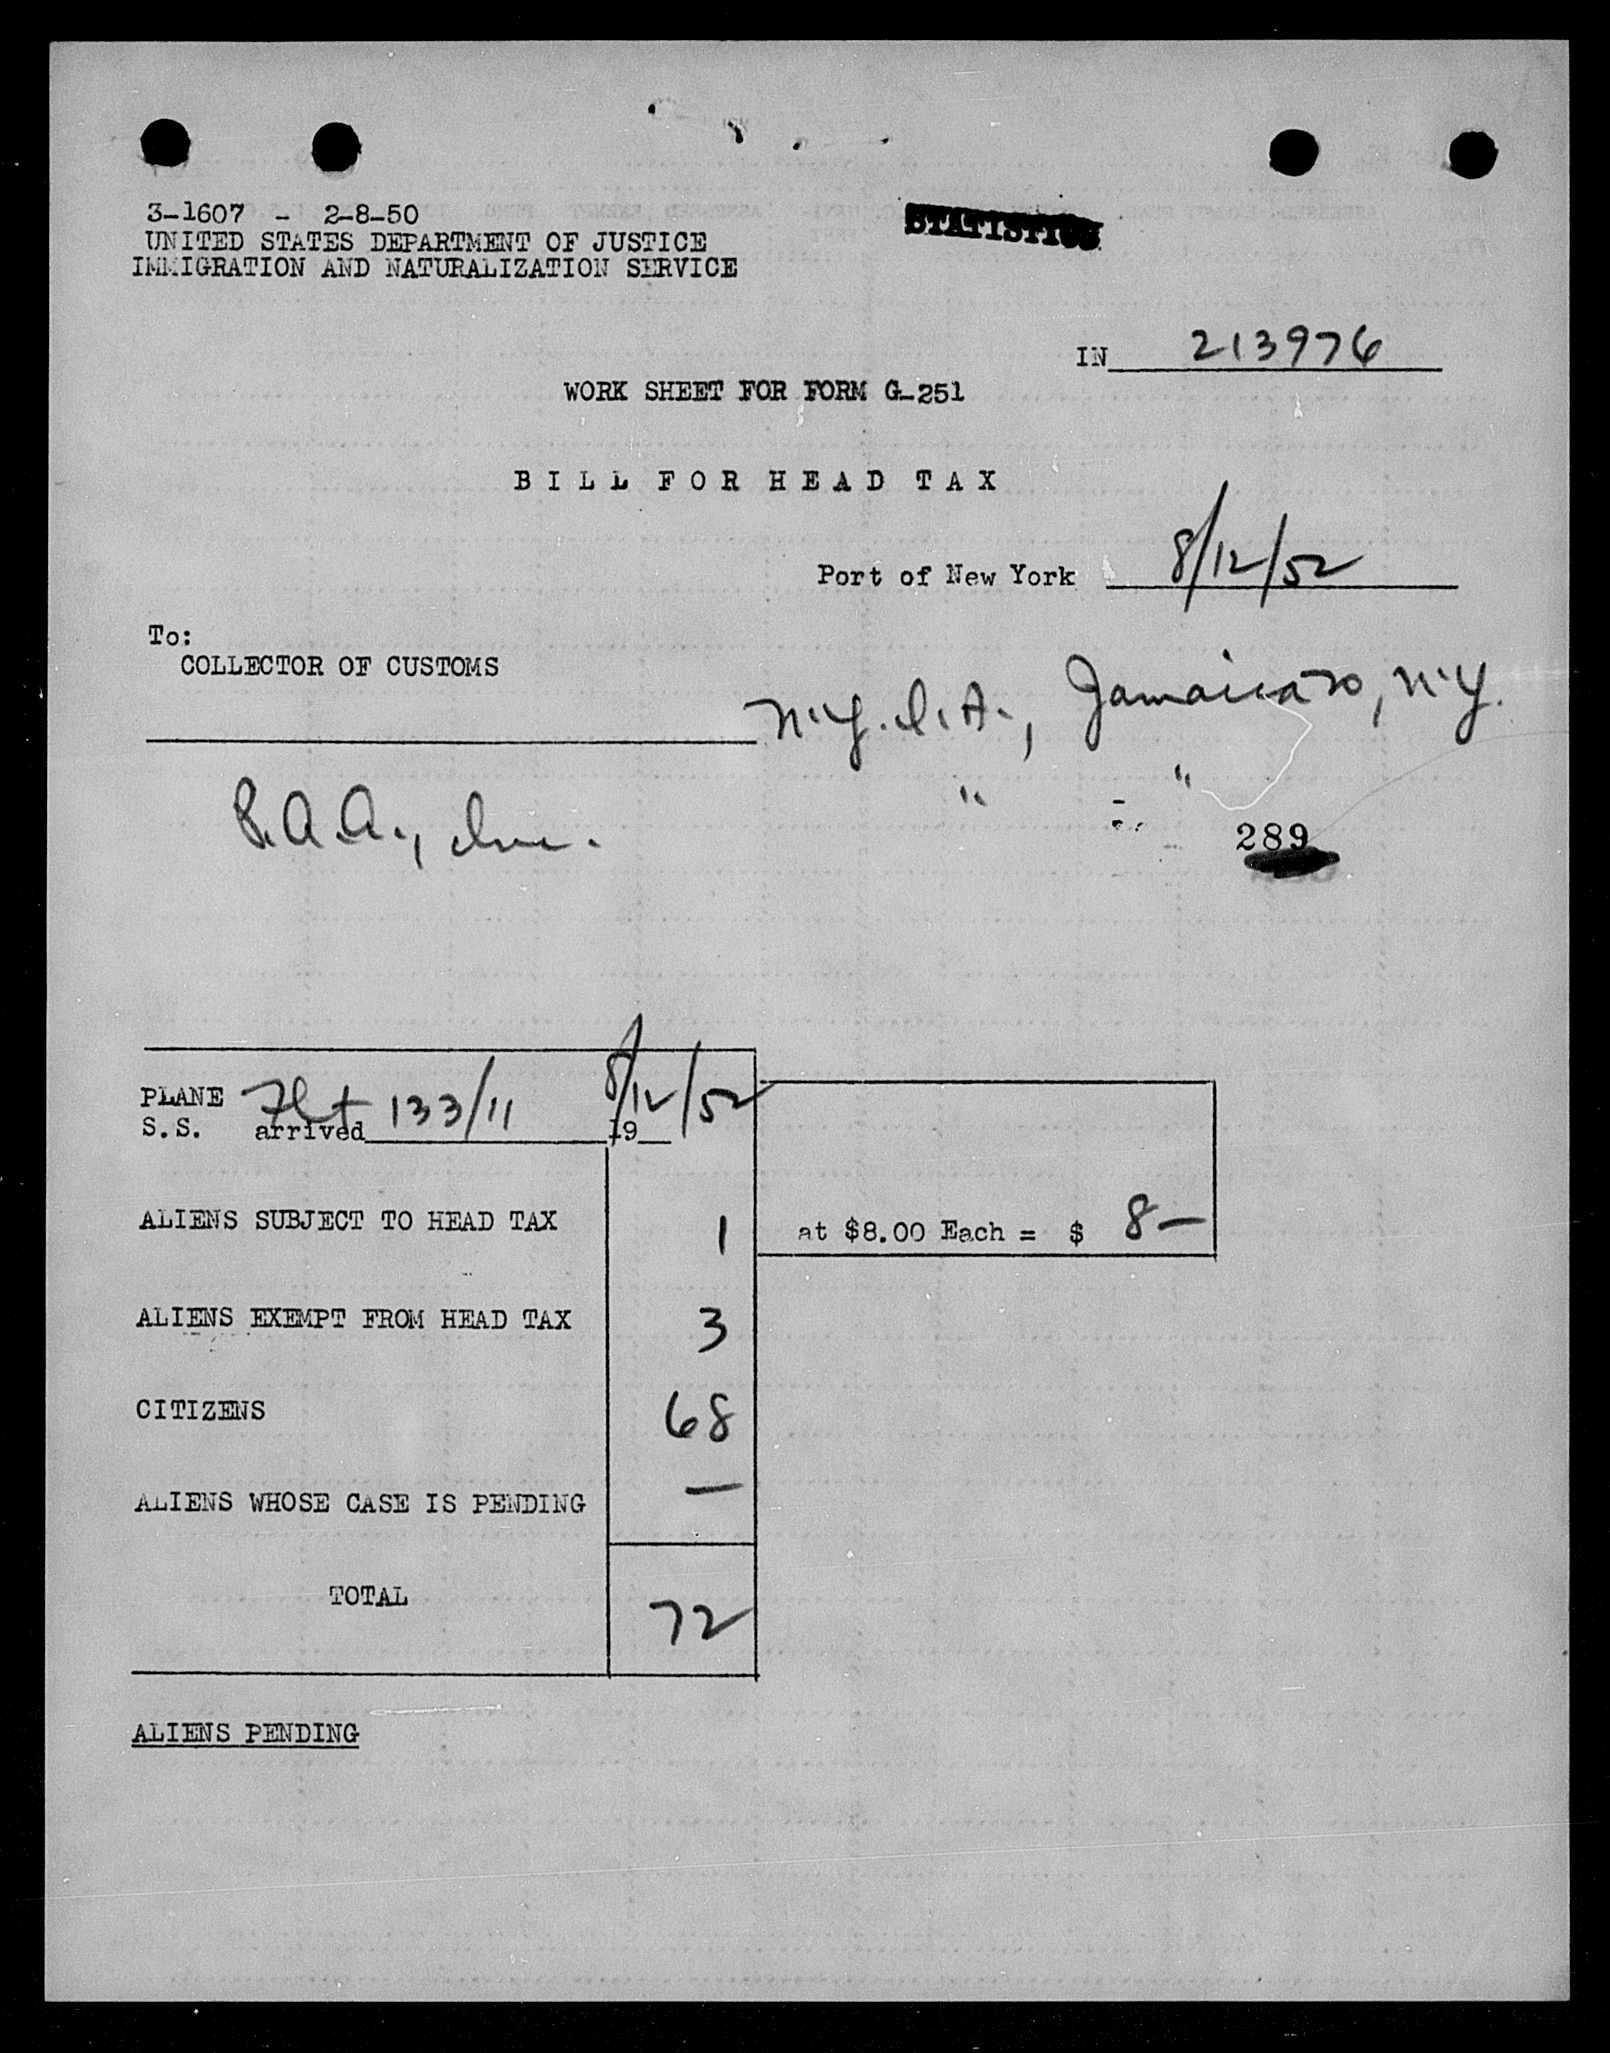 3-1607 - 2-8-50
UNITED STATES DEPARTMENT OF JUSTICE
IMMIGRATION AND NATURALIZATION SERVICE
STATISTICS
IN 213976
WORK SHEET FOR FORM G-251
BILL FOR HEAD TAX
Port of New York 8/12/52
To:
COLLECTOR OF CUSTOMS
N.Y.I.A., Jamaica 30, N.Y.
" "
289
A.A., Inc.
PLANE Flt 133/11 8/12/52
S.S. arrived 19
ALIENS SUBJECT TO HEAD TAX 1 at $8.00 Each = $ 8—
ALIENS EXEMPT FROM HEAD TAX 3
CITIZENS 68
ALIENS WHOSE CASE IS PENDING —
TOTAL 72
ALIENS PENDING